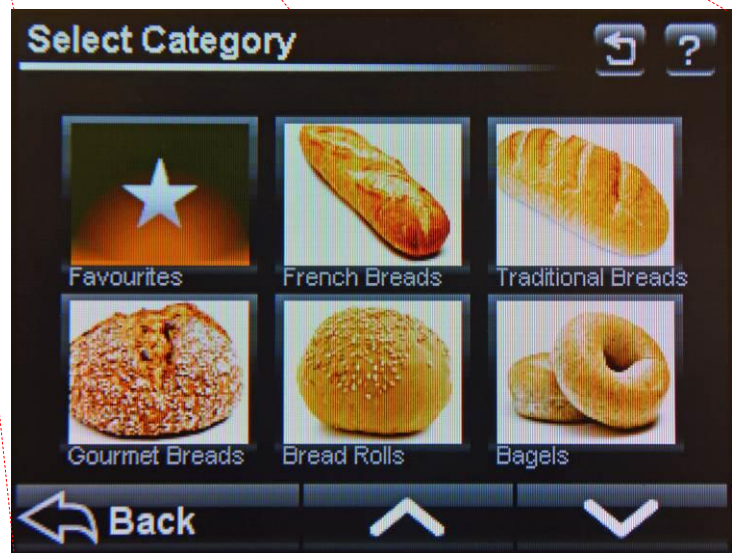 Select Category
?
Favourites
French Breads
Traditional Breads
Gourmet Breads
Bread Rolls
Bagels
Back